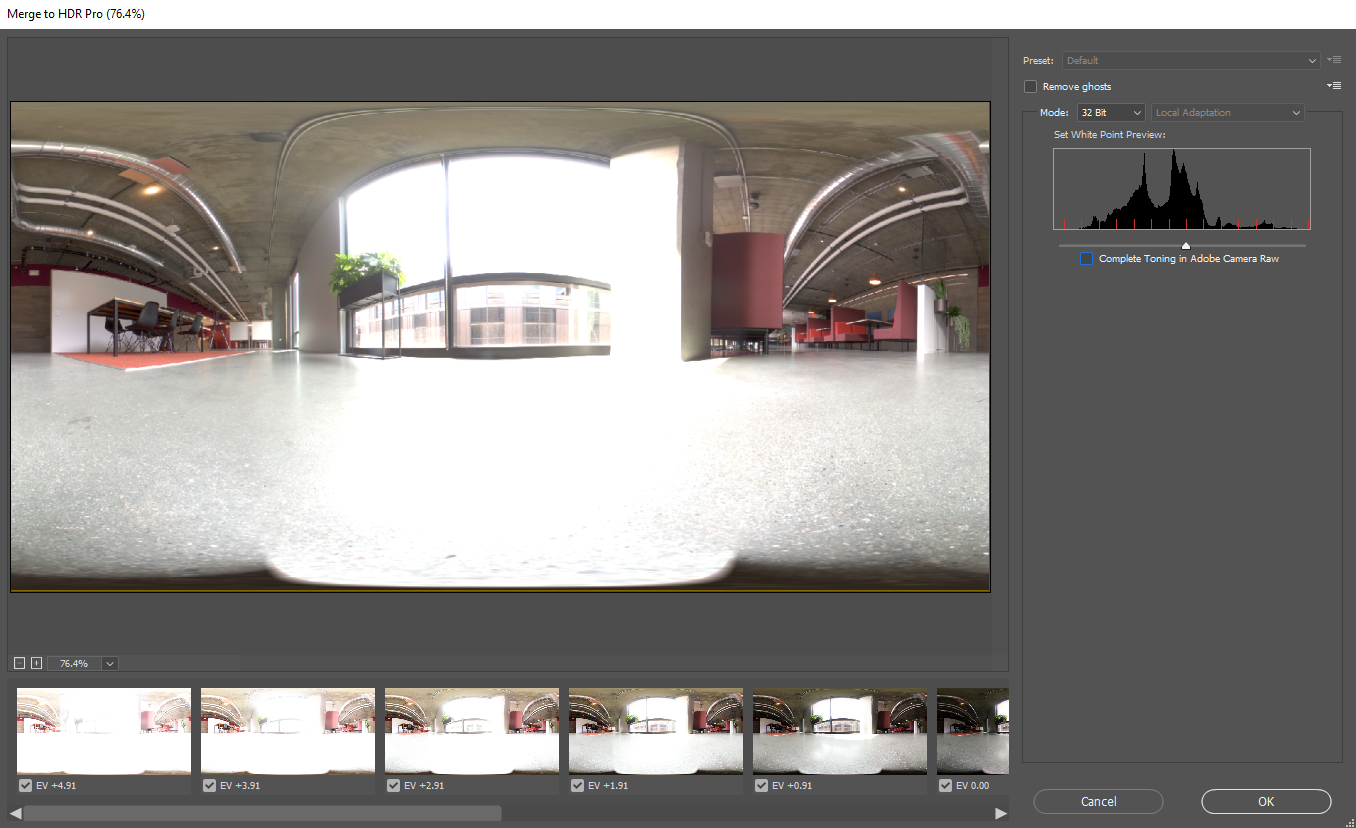 Merge to HDR Pro (76.4%)
Preset: Default
Remove ghosts
Mode: 32 Bit Local Adaptation
Set White Point Preview:
Complete Toning in Adobe Camera Raw
76.4%
EV +4.91 EV +3.91 EV +2.91 EV +1.91 EV +0.91 EV 0.00
Cancel OK